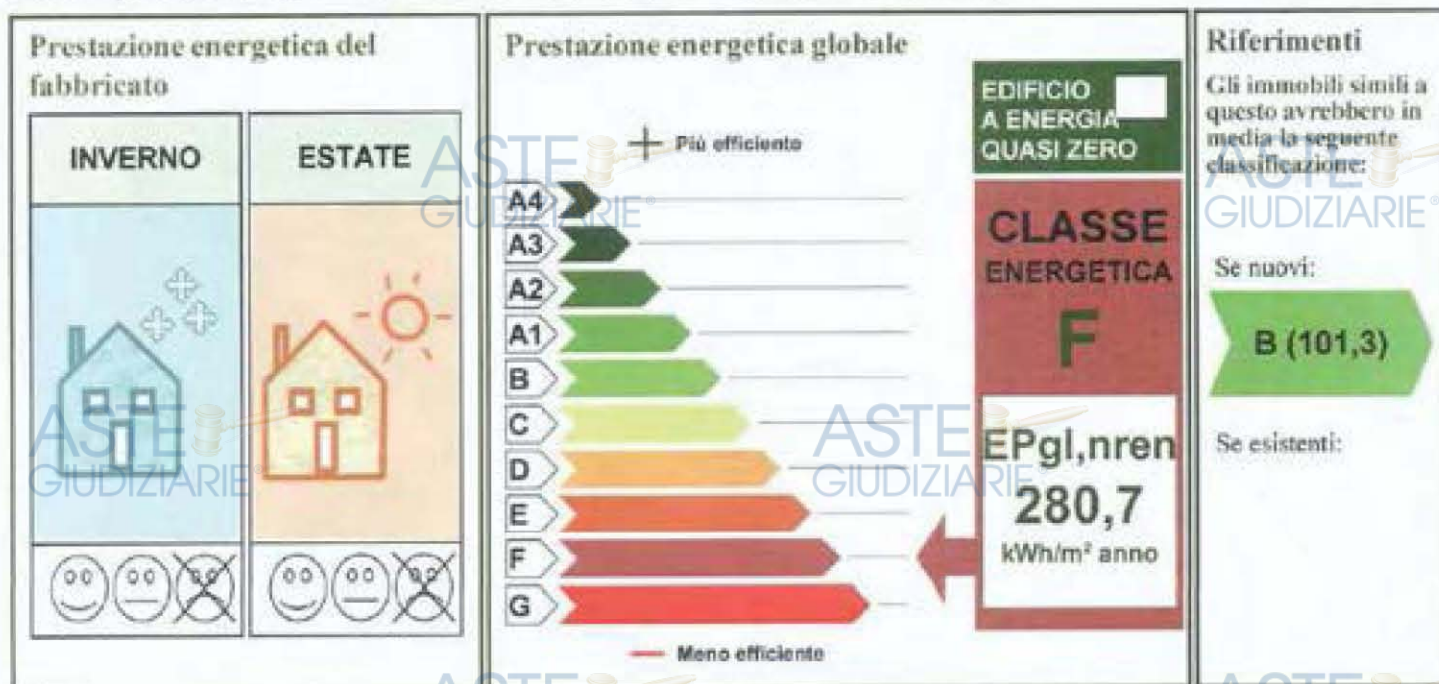 Prestazione energetica del
fabbricato
INVERNO
ESTATE
Prestazione energetica globale
Più efficiente
A4
A3
A2
A1
B
C
D
E
F
G
Meno efficiente
EDIFICIO
A ENERGIA
QUASI ZERO
CLASSE
ENERGETICA
F
EPgl,nren
280,7
kWh/m² anno
Riferimenti
Gli immobili simili a
questo avrebbero in
media la seguente
classificazione:
Se nuovi:
B (101,3)
Se esistenti:
ASTE
GIUDIZIARIE®
ASTE
GIUDIZIARIE®
ASTE
GIUDIZIARIE®
ASTE
GIUDIZIARIE
ASTE
ASTE